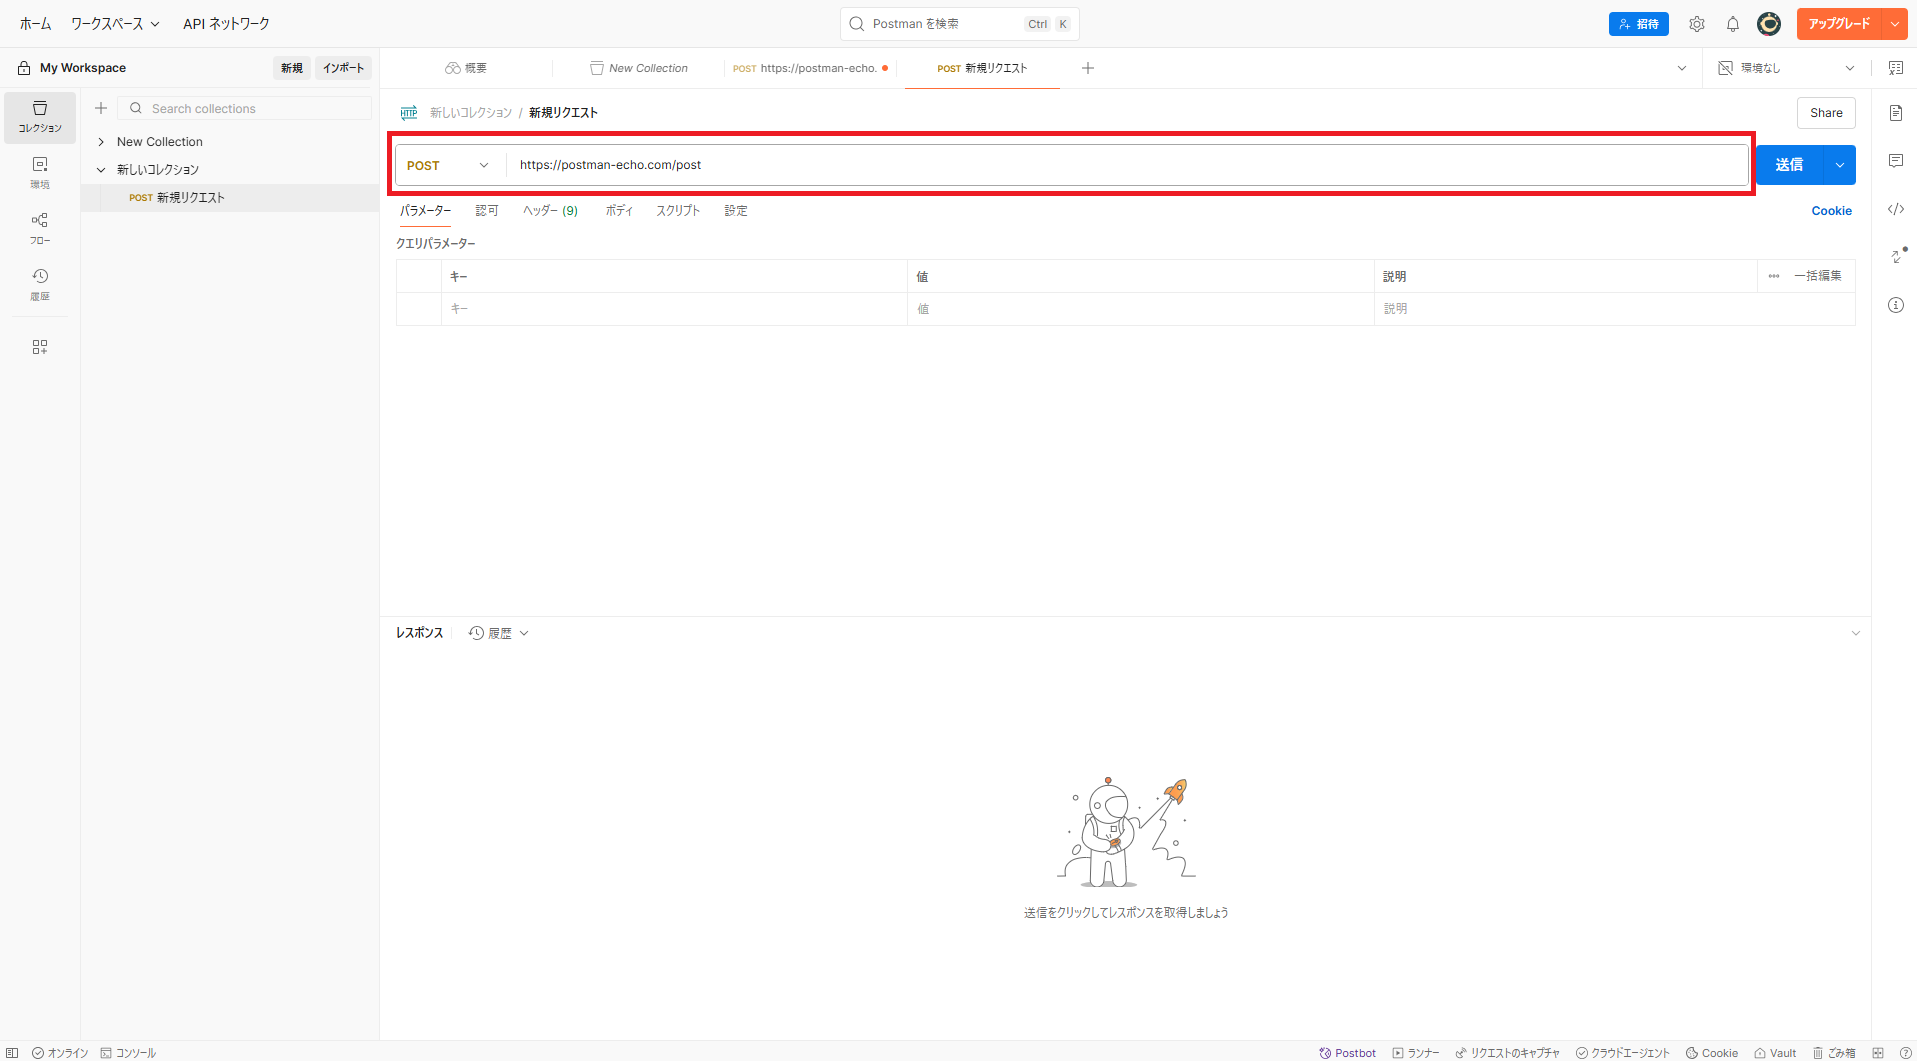 ホーム ワークスペース API ネットワーク Postman を検索 Ctrl K 招待 アップグレード
My Workspace 新規 インポート 概要 New Collection POST https://postman-echo. POST 新規リクエスト 環境なし
コレクション Search collections HTTP 新しいコレクション / 新規リクエスト Share
New Collection
新しいコレクション POST https://postman-echo.com/post 送信
環境
POST 新規リクエスト パラメーター 認可 ヘッダー (9) ボディ スクリプト 設定 Cookie
フロー クエリパラメーター
キー 値 説明 一括編集
履歴
キー 値 説明
レスポンス 履歴
送信をクリックしてレスポンスを取得しましょう
オンライン コンソール Postbot ランナー リクエストのキャプチャ クラウドエージェント Cookie Vault ごみ箱